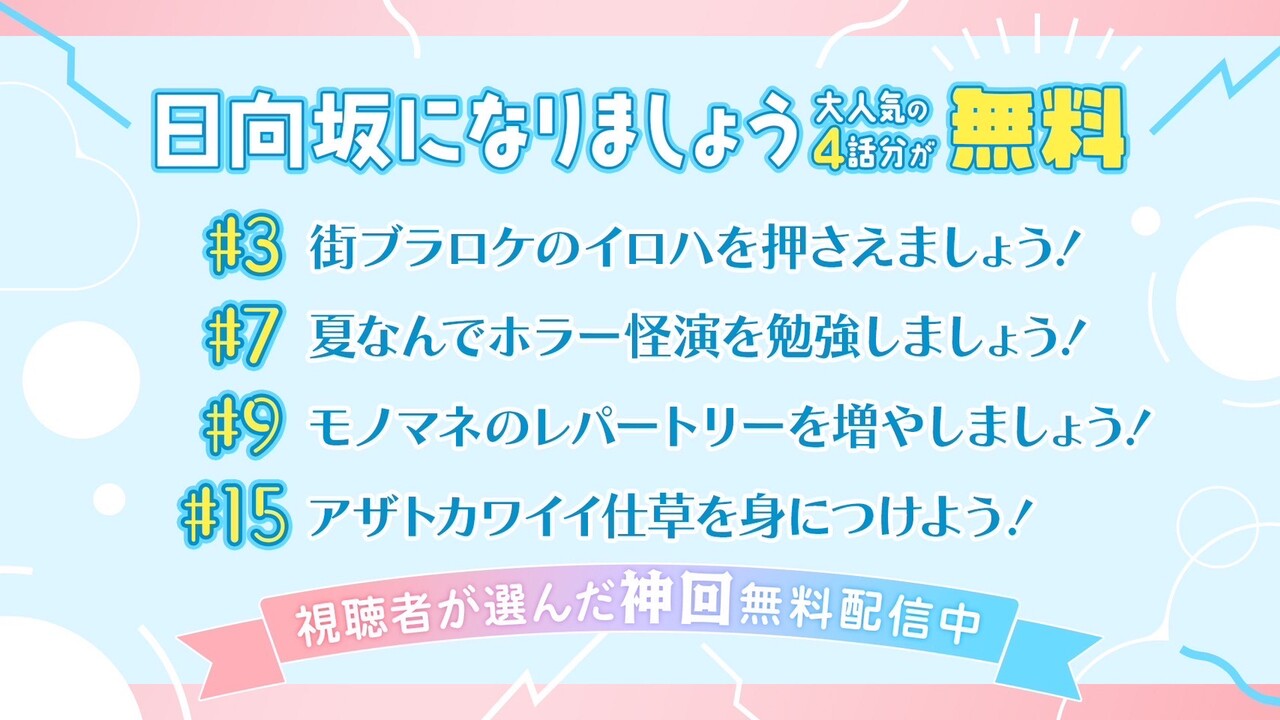 日向坂になりましょう 大人気の4話分が 無料
#3 街ブラロケのイロハを押さえましょう!
#7 夏なんでホラー怪演を勉強しましょう!
#9 モノマネのレパートリーを増やしましょう!
#15 アザトカワイイ仕草を身につけよう!
視聴者が選んだ神回無料配信中